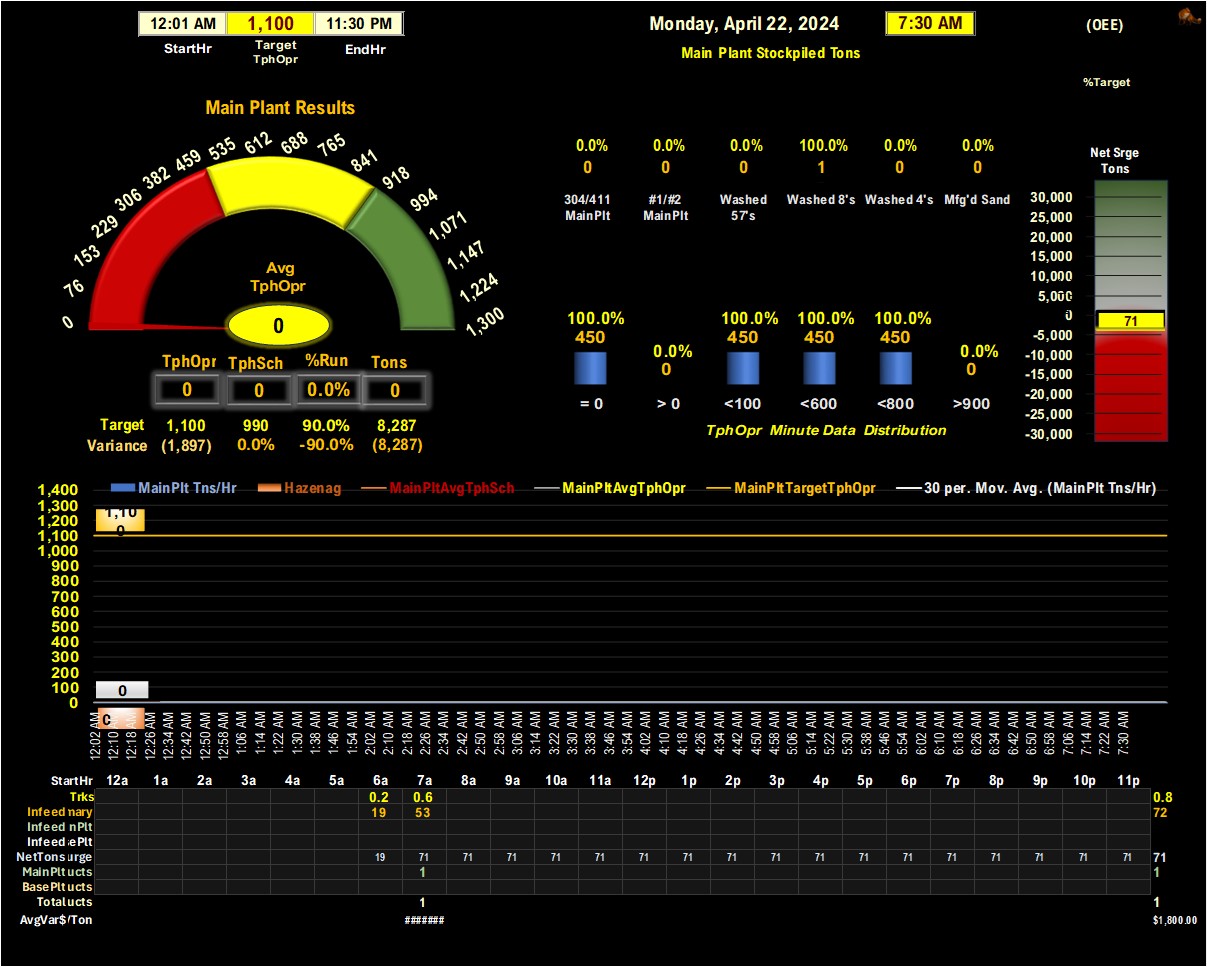 12:01 AM 1,100 11:30 PM Monday, April 22, 2024 7:30 AM (OEE)
StartHr Target TphOpr EndHr
Main Plant Stockpiled Tons
%Target
Main Plant Results
0 76 153 229 306 382 459 535 612 688 765 841 918 994 1,071 1,147 1,224 1,300
Avg
TphOpr
0
TphOpr TphSch %Run Tons
0 0 0.0% 0
Target 1,100 990 90.0% 8,287
Variance (1,897) 0.0% -90.0% (8,287)
0.0% 0.0% 0.0% 100.0% 0.0% 0.0%
0 0 0 1 0 0
304/411 MainPlt #1/#2 MainPlt Washed 57's Washed 8's Washed 4's Mfg'd Sand
100.0% 0.0% 100.0% 100.0% 100.0% 0.0%
450 0 450 450 450 0
= 0 > 0 <100 <600 <800 >900
TphOpr Minute Data Distribution
Net Srge
Tons
30,000
25,000
20,000
15,000
10,000
5,000
0
71
-5,000
-10,000
-15,000
-20,000
-25,000
-30,000
MainPlt Tns/Hr Hazenag MainPltAvgTphSch MainPltAvgTphOpr MainPltTargetTphOpr 30 per. Mov. Avg. (MainPlt Tns/Hr)
1,400
1,300
1,200
1,100
1,000
900
800
700
600
500
400
300
200
100
0
1,100
0
0
12:02 AM 12:10 AM 12:18 AM 12:26 AM 12:34 AM 12:42 AM 12:50 AM 12:58 AM 1:06 AM 1:14 AM 1:22 AM 1:30 AM 1:38 AM 1:46 AM 1:54 AM 2:02 AM 2:10 AM 2:18 AM 2:26 AM 2:34 AM 2:42 AM 2:50 AM 2:58 AM 3:06 AM 3:14 AM 3:22 AM 3:30 AM 3:38 AM 3:46 AM 3:54 AM 4:02 AM 4:10 AM 4:18 AM 4:26 AM 4:34 AM 4:42 AM 4:50 AM 4:58 AM 5:06 AM 5:14 AM 5:22 AM 5:30 AM 5:38 AM 5:46 AM 5:54 AM 6:02 AM 6:10 AM 6:18 AM 6:26 AM 6:34 AM 6:42 AM 6:50 AM 6:58 AM 7:06 AM 7:14 AM 7:22 AM 7:30 AM
StartHr 12a 1a 2a 3a 4a 5a 6a 7a 8a 9a 10a 11a 12p 1p 2p 3p 4p 5p 6p 7p 8p 9p 10p 11p
Trks 0.2 0.6 0.8
Infeed mary 19 53 72
Infeed nPlt
Infeed ePlt
NetTons urge 19 71 71 71 71 71 71 71 71 71 71 71 71 71 71 71 71 71 71
MainPlt ucts 1 1
BasePlt ucts
Total ucts 1 1
AvgVar$/Ton ####### $1,800.00